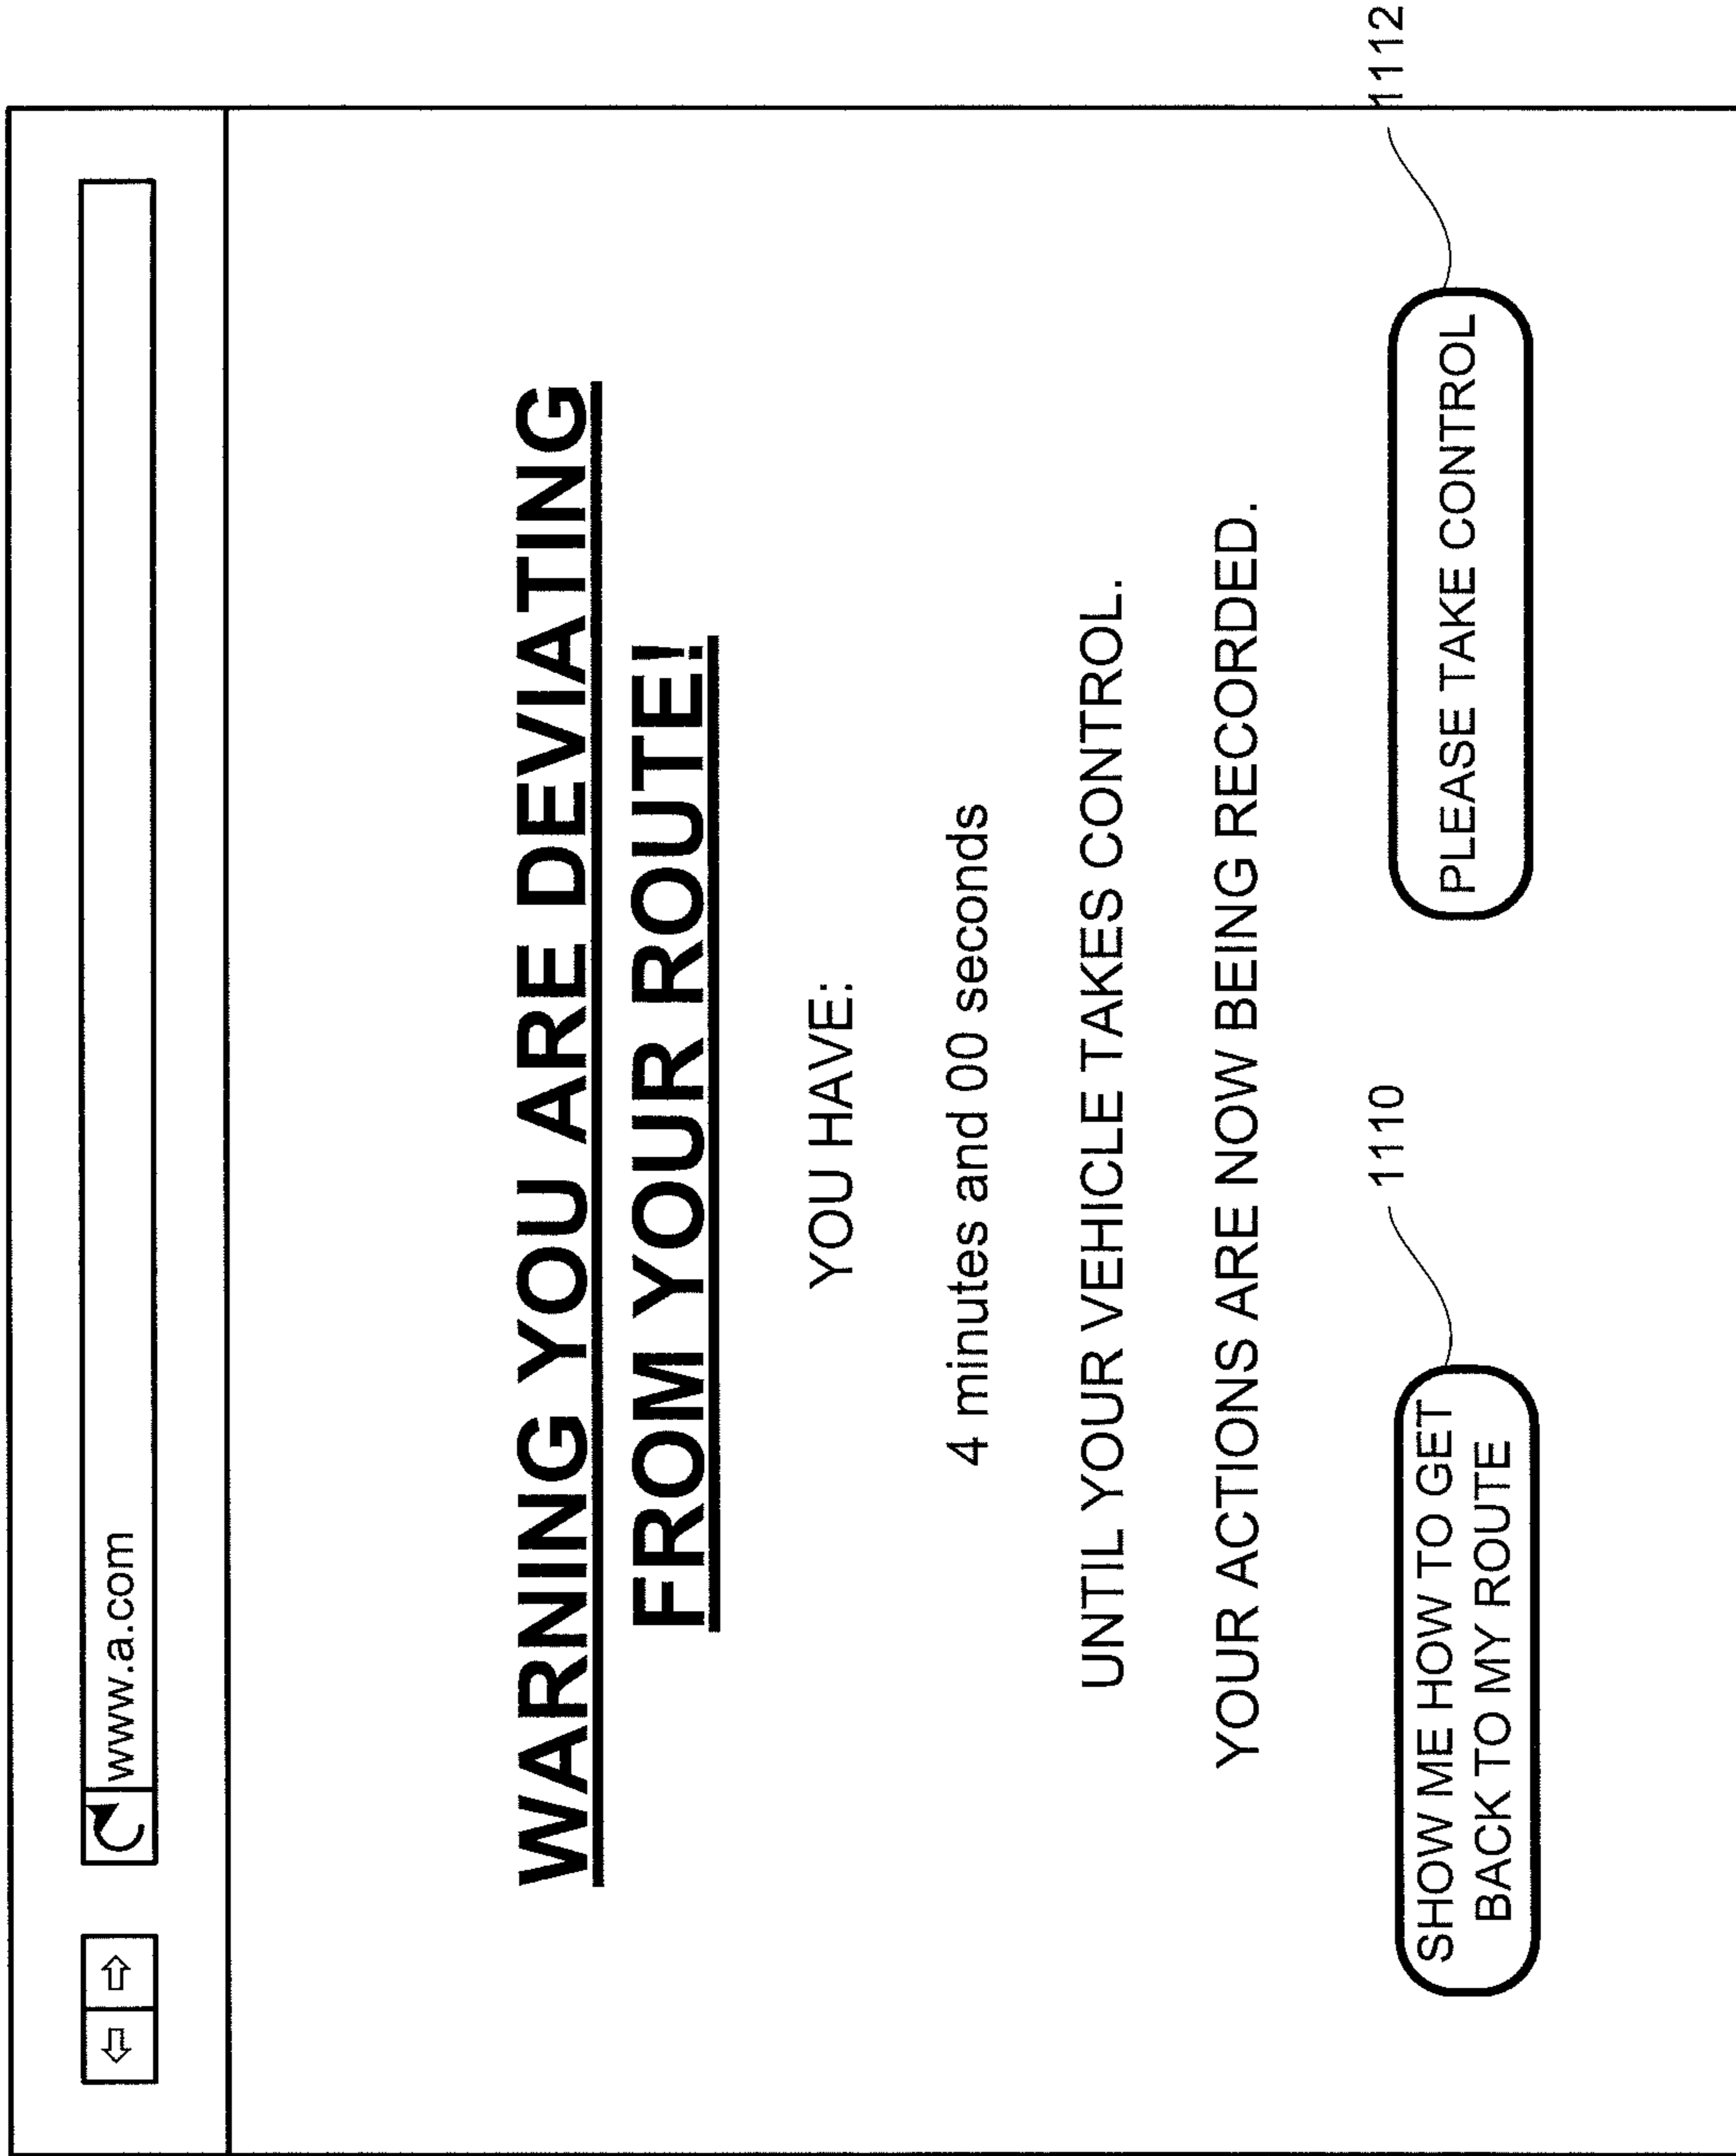 www.a.com
WARNING YOU ARE DEVIATING
FROM YOUR ROUTE!
YOU HAVE:
4 minutes and 00 seconds
UNTIL YOUR VEHICLE TAKES CONTROL.
YOUR ACTIONS ARE NOW BEING RECORDED.
1110
1112
SHOW ME HOW TO GET
BACK TO MY ROUTE
PLEASE TAKE CONTROL